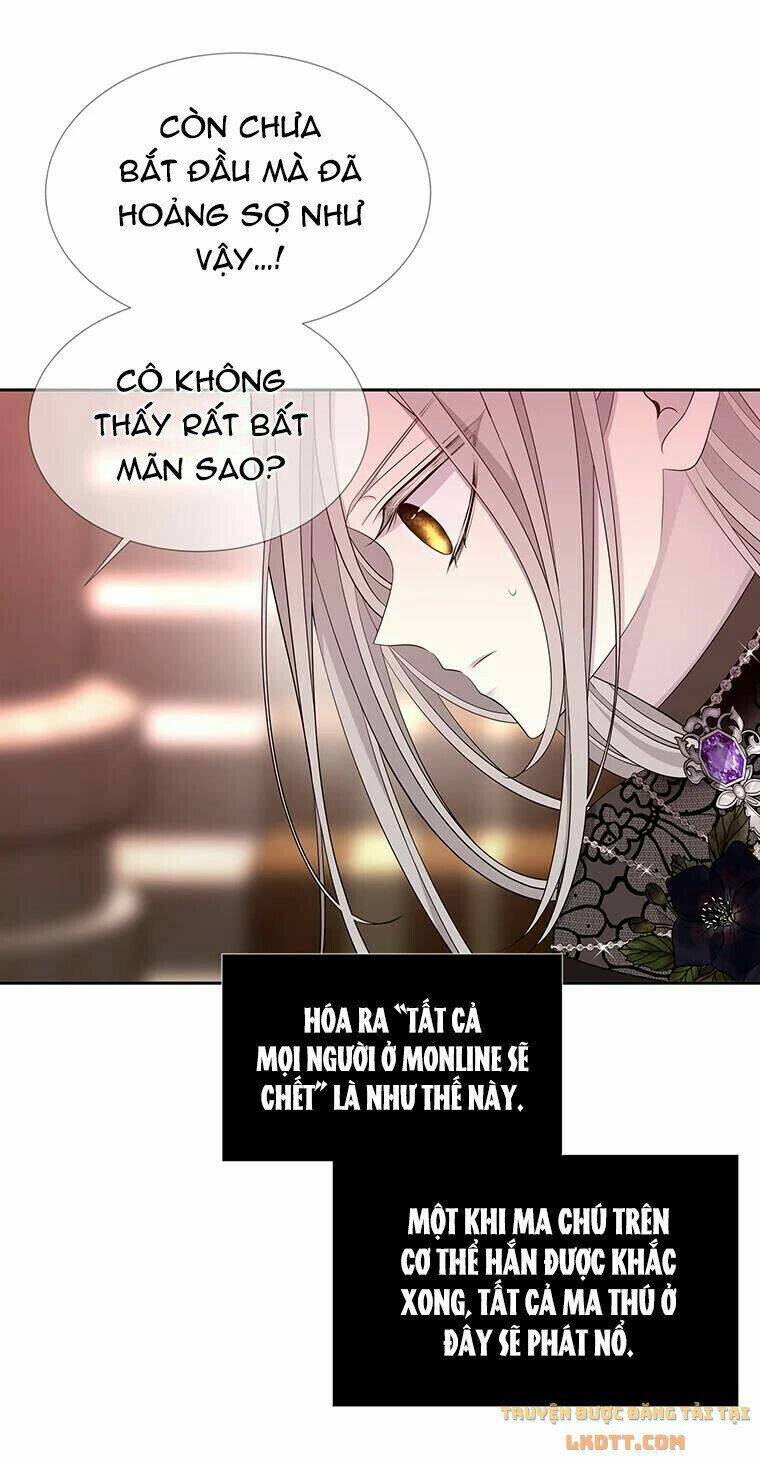 CÒN CHƯA
BẮT ĐẦU MÀ ĐÃ
HOẢNG SỢ NHƯ
VẬY...!
CÔ KHÔNG
THẤY RẤT BẤT
MÃN SAO?
HÓA RA “TẤT CẢ
MỌI NGƯỜI Ở MONLINE SẼ
CHẾT” LÀ NHƯ THẾ NÀY.
MỘT KHI MA CHÚ TRÊN
CƠ THỂ HẮN ĐƯỢC KHẮC
XONG, TẤT CẢ MA THÚ Ở
ĐÂY SẼ PHÁT NỔ.
TRUYỆN ĐƯỢC ĐĂNG TẢI TẠI
LKDTT.COM